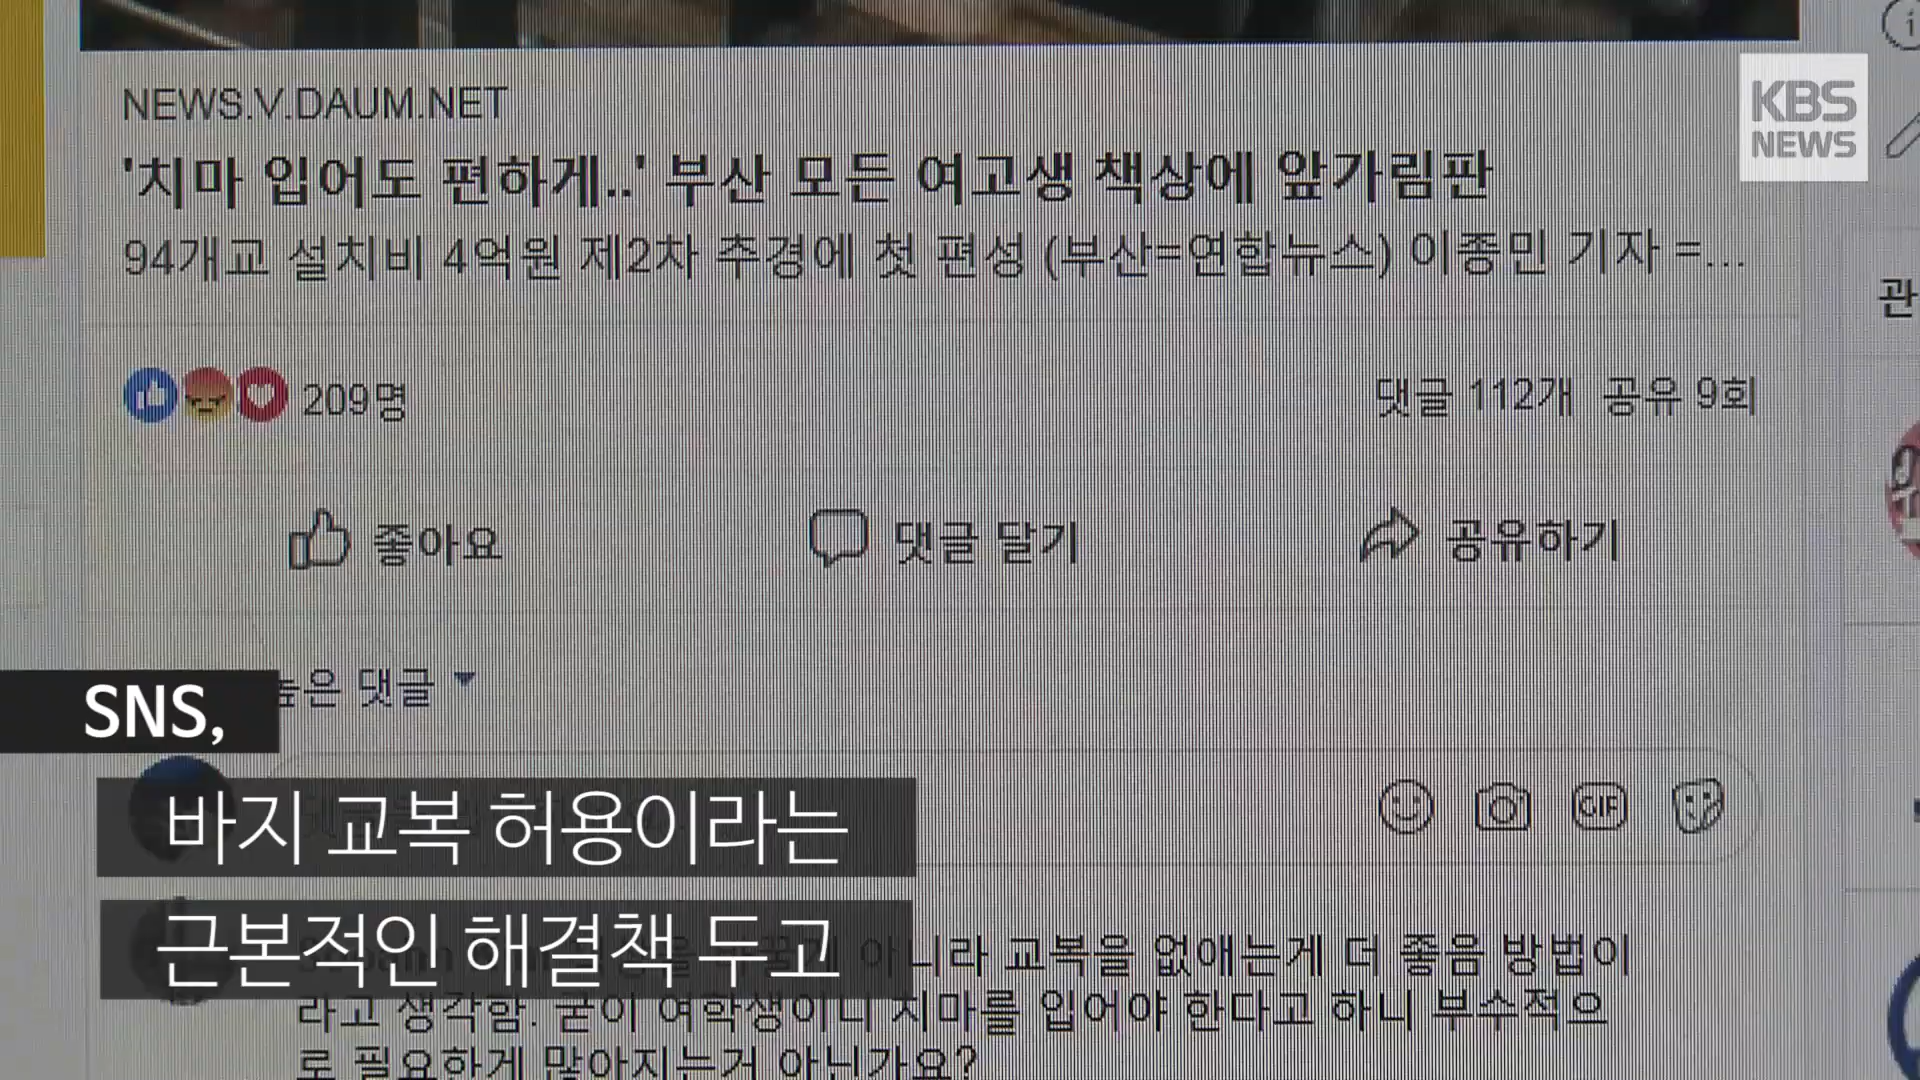 NEWS.V.DAUM.NET
KBS
NEWS
'치마 입어도 편하게..' 부산 모든 여고생 책상에 앞가림판
94개교 설치비 4억원 제2차 추경에 첫 편성 (부산=연합뉴스) 이종민 기자 =...
관
209명
댓글 112개 공유 9회
좋아요
댓글 달기
공유하기
은 댓글
SNS,
바지 교복 허용이라는
GIF
근본적인 해결책 두고
아니라 교복을 없애는게 더 좋음 방법이
라고 생각함. 굳이 여학생이니 치마를 입어야 한다고 하니 부수적으
로 필요하게 많아지는거 아닌가요?